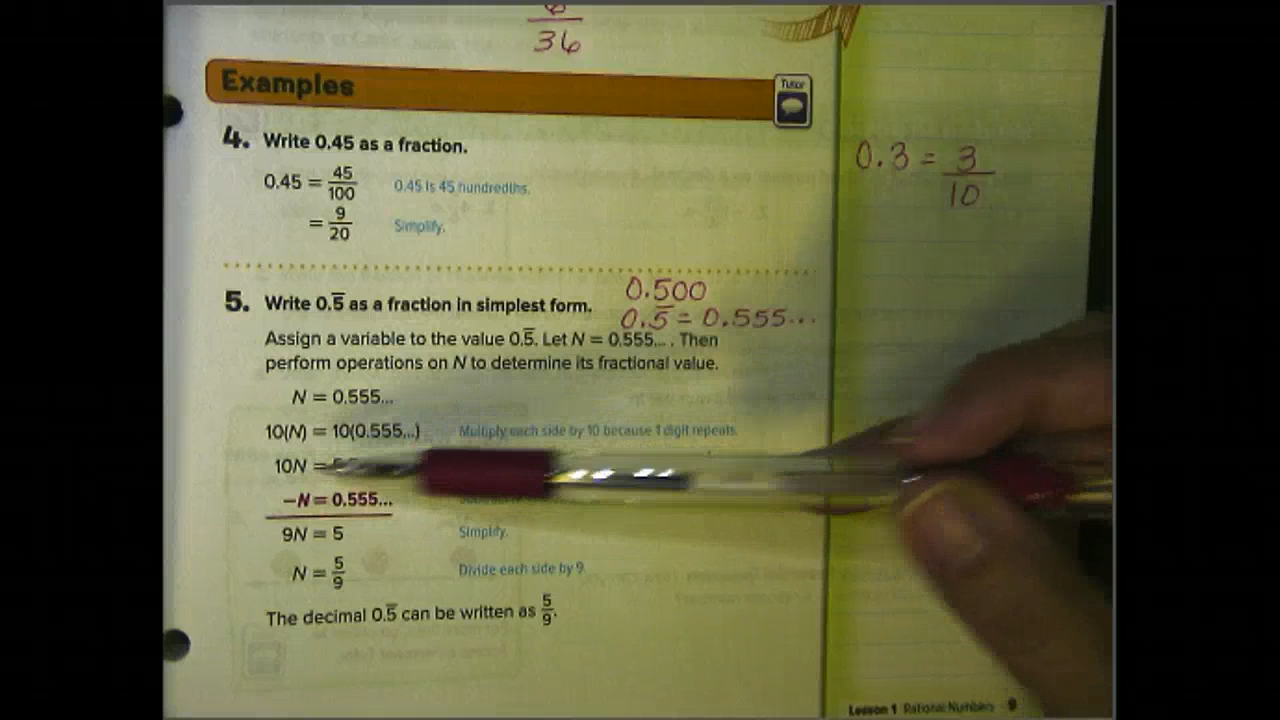 6
36
Examples
Tutor
4. Write 0.45 as a fraction.
0.45 = 45/100 0.45 is 45 hundredths.
= 9/20 Simplify.
0.3 = 3/10
0.500
5. Write 0.5̅ as a fraction in simplest form.
0.5̅ = 0.555...
Assign a variable to the value 0.5̅. Let N = 0.555... . Then
perform operations on N to determine its fractional value.
N = 0.555...
10(N) = 10(0.555...) Multiply each side by 10 because 1 digit repeats.
10N =
−N = 0.555...
9N = 5 Simplify.
N = 5/9 Divide each side by 9.
The decimal 0.5̅ can be written as 5/9.
Lesson 1 Rational Numbers 9